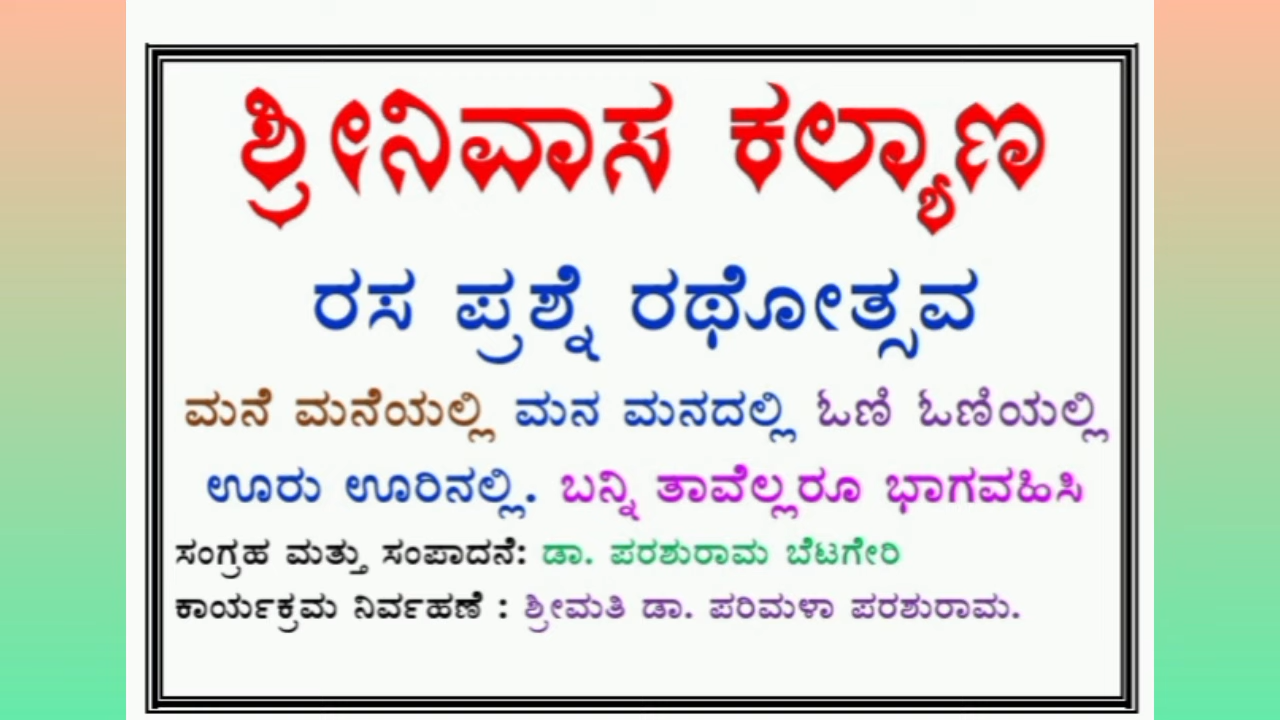 ಶ್ರೀನಿವಾಸ ಕಲ್ಯಾಣ
ರಸ ಪ್ರಶ್ನೆ ರಥೋತ್ಸವ
ಮನೆ ಮನೆಯಲ್ಲಿ ಮನ ಮನದಲ್ಲಿ ಓಣಿ ಓಣಿಯಲ್ಲಿ
ಊರು ಊರಿನಲ್ಲಿ. ಬನ್ನಿ ತಾವೆಲ್ಲರೂ ಭಾಗವಹಿಸಿ
ಸಂಗ್ರಹ ಮತ್ತು ಸಂಪಾದನೆ: ಡಾ. ಪರಶುರಾಮ ಬೆಟಗೇರಿ
ಕಾರ್ಯಕ್ರಮ ನಿರ್ವಹಣೆ : ಶ್ರೀಮತಿ ಡಾ. ಪರಿಮಳಾ ಪರಶುರಾಮ.